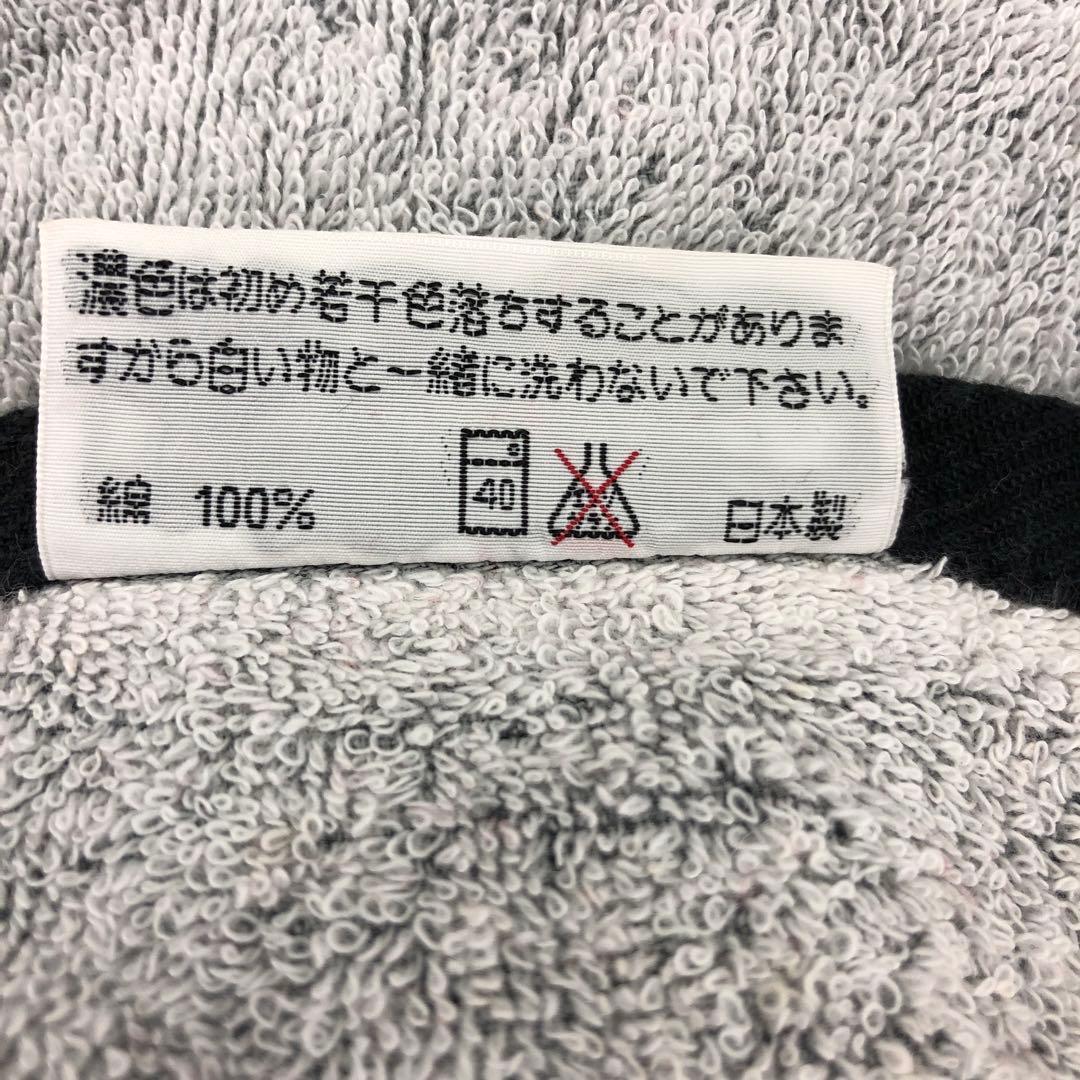 濃色は初め若干色落ちすることがありま
すから白い物と一緒に洗わないで下さい。
綿 100% 40 日本製